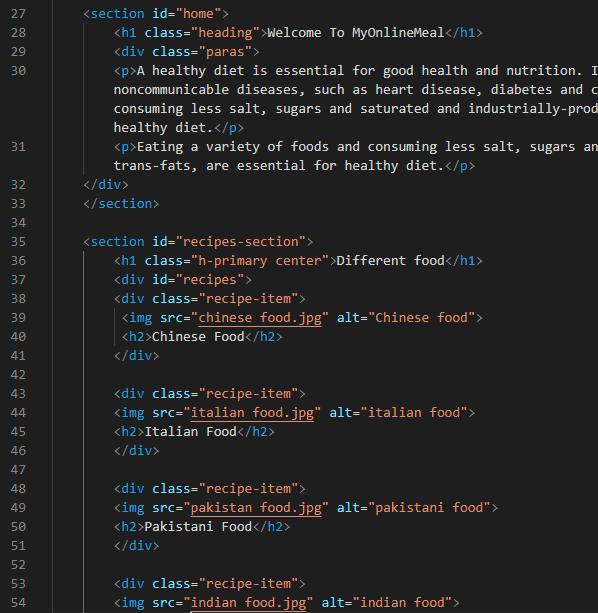 27 <section id="home">
28 <h1 class="heading">Welcome To MyOnlineMeal</h1>
29 <div class="paras">
30 <p>A healthy diet is essential for good health and nutrition.
noncommunicable diseases, such as heart disease, diabetes and
consuming less salt, sugars and saturated and industrially-prod
healthy diet.</p>
31 <p>Eating a variety of foods and consuming less salt, sugars an
trans-fats, are essential for healthy diet.</p>
32 </div>
33 </section>
34
35 <section id="recipes-section">
36 <h1 class="h-primary center">Different food</h1>
37 <div id="recipes">
38 <div class="recipe-item">
39 <img src="chinese food.jpg" alt="Chinese food">
40 <h2>Chinese Food</h2>
41 </div>
42
43 <div class="recipe-item">
44 <img src="italian food.jpg" alt="italian food">
45 <h2>Italian Food</h2>
46 </div>
47
48 <div class="recipe-item">
49 <img src="pakistan food.jpg" alt="pakistani food">
50 <h2>Pakistani Food</h2>
51 </div>
52
53 <div class="recipe-item">
54 <img src="indian food.jpg" alt="indian food">